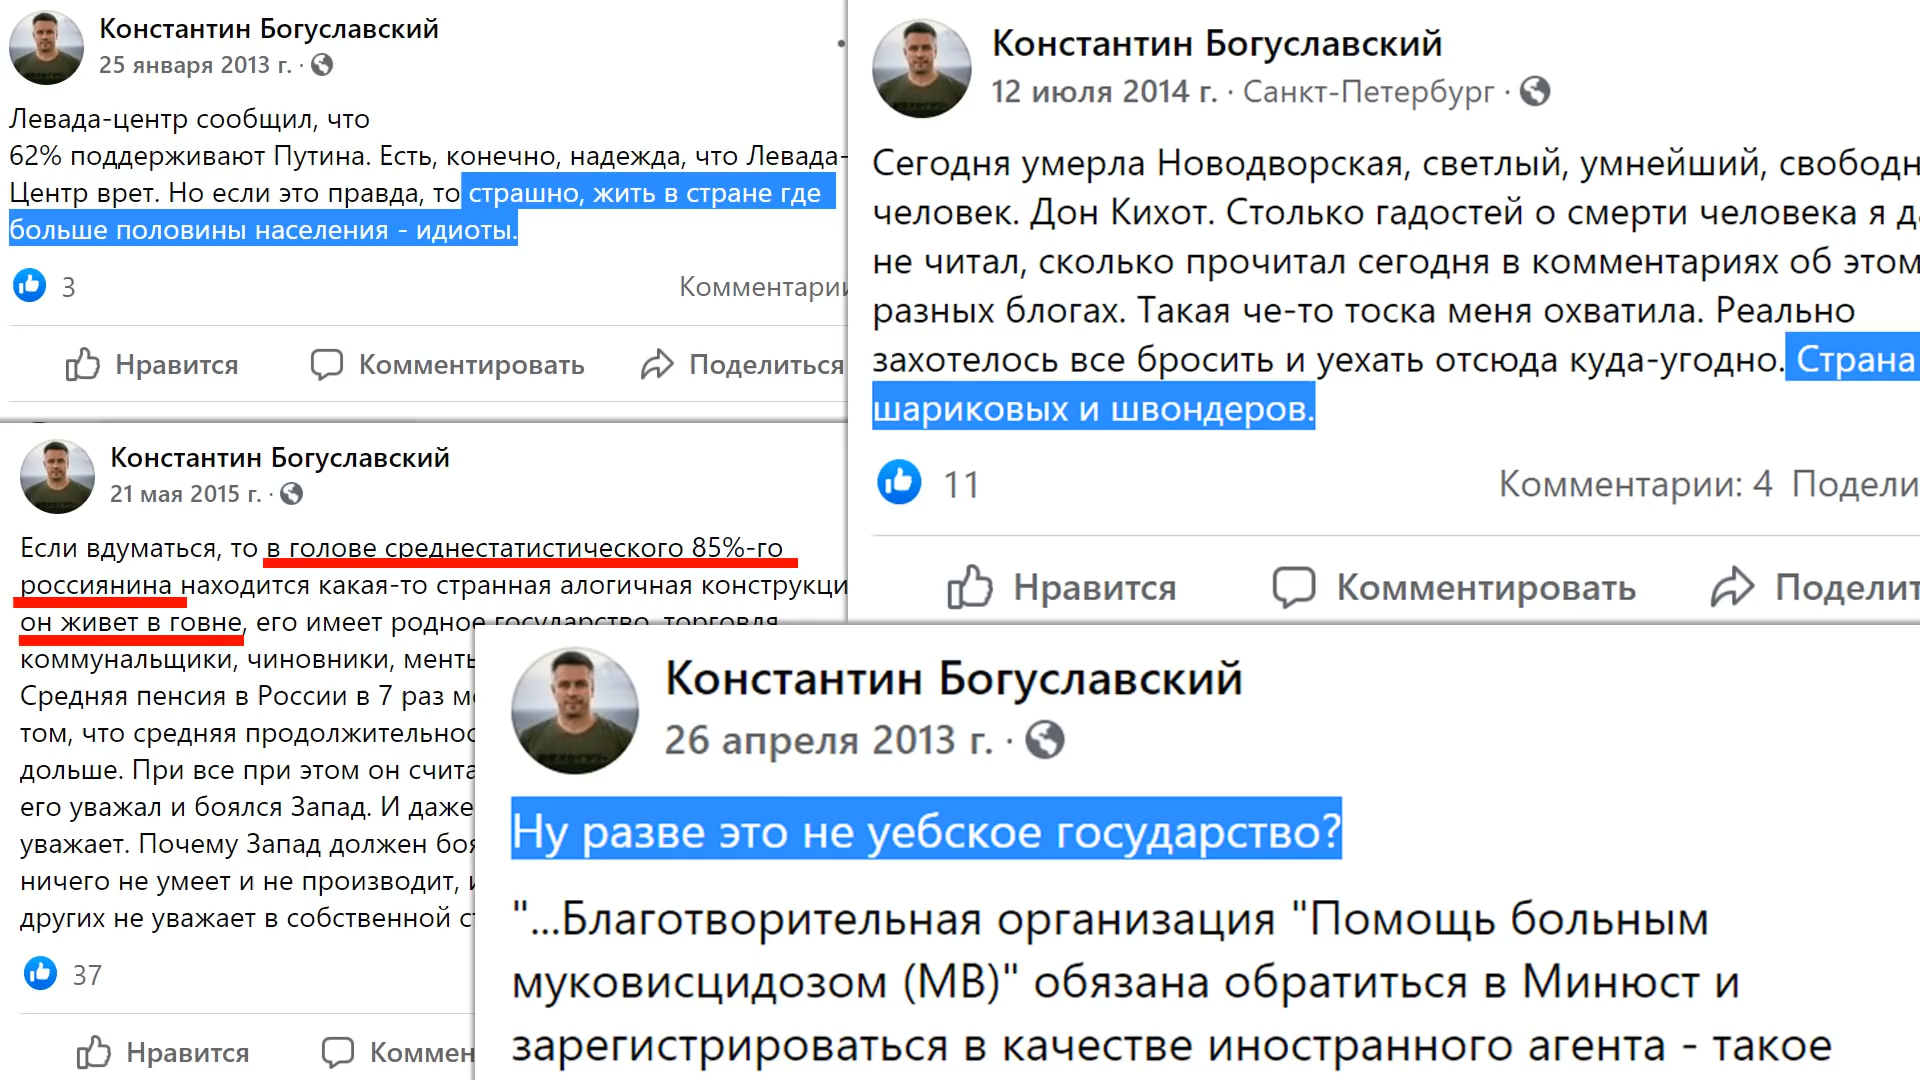 Константин Богуславский
25 января 2013 г. ·
Левада-центр сообщил, что
62% поддерживают Путина. Есть, конечно, надежда, что Левада-
Центр врет. Но если это правда, то страшно, жить в стране где
больше половины населения - идиоты.
3
Комментарии
Нравится
Комментировать
Поделиться
Константин Богуславский
12 июля 2014 г. · Санкт-Петербург ·
Сегодня умерла Новодворская, светлый, умнейший, свободн
человек. Дон Кихот. Столько гадостей о смерти человека я д
не читал, сколько прочитал сегодня в комментариях об этом
разных блогах. Такая че-то тоска меня охватила. Реально
захотелось все бросить и уехать отсюда куда-угодно. Страна
шариковых и швондеров.
11
Комментарии: 4 Подели
Нравится
Комментировать
Поделит
Константин Богуславский
21 мая 2015 г. ·
Если вдуматься, то в голове среднестатистического 85%-го
россиянина находится какая-то странная алогичная конструкци
он живет в говне, его имеет родное государство, торговля,
коммунальщики, чиновники, менты
Средняя пенсия в России в 7 раз м
том, что средняя продолжительнос
дольше. При все при этом он счита
его уважал и боялся Запад. И даже
уважает. Почему Запад должен боя
ничего не умеет и не производит,
других не уважает в собственной с
37
Нравится
Коммен
Константин Богуславский
26 апреля 2013 г. ·
Ну разве это не уебское государство?
"...Благотворительная организация "Помощь больным
муковисцидозом (МВ)" обязана обратиться в Минюст и
зарегистрироваться в качестве иностранного агента - такое